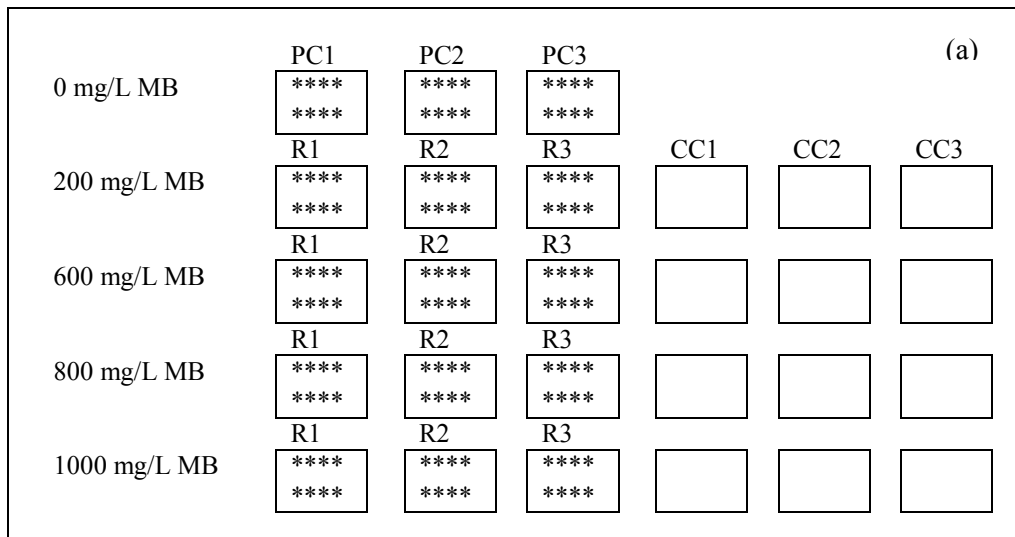 (a)
PC1 PC2 PC3
0 mg/L MB
**** **** ****
**** **** ****
R1 R2 R3 CC1 CC2 CC3
200 mg/L MB
**** **** ****
**** **** ****
R1 R2 R3
600 mg/L MB
**** **** ****
**** **** ****
R1 R2 R3
800 mg/L MB
**** **** ****
**** **** ****
R1 R2 R3
1000 mg/L MB
**** **** ****
**** **** ****